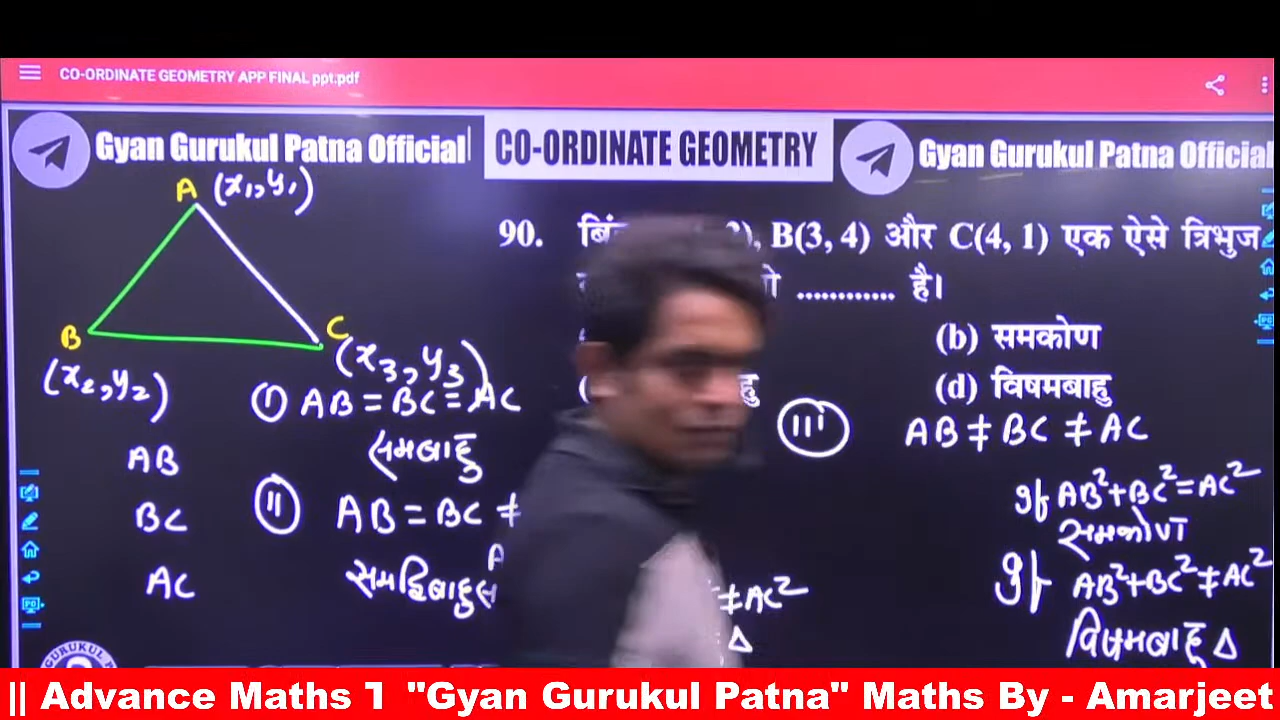 CO-ORDINATE GEOMETRY APP FINAL ppt.pdf
Gyan Gurukul Patna Official
CO-ORDINATE GEOMETRY
Gyan Gurukul Patna Official
A (x₁, y₁)
B
(x₂, y₂)
C
(x₃, y₃)
AB
BC
AC
(i) AB = BC = AC
समबाहु
(ii) AB = BC ≠
समद्विबाहु
≠AC²
Δ
90. B(3, 4) और C(4, 1) एक ऐसे त्रिभुज
............ है।
(b) समकोण
(d) विषमबाहु
(iii) AB ≠ BC ≠ AC
If AB²+BC²=AC²
समकोण
If AB²+BC²≠AC²
विषमबाहु Δ
|| Advance Maths 1 "Gyan Gurukul Patna" Maths By - Amarjeet